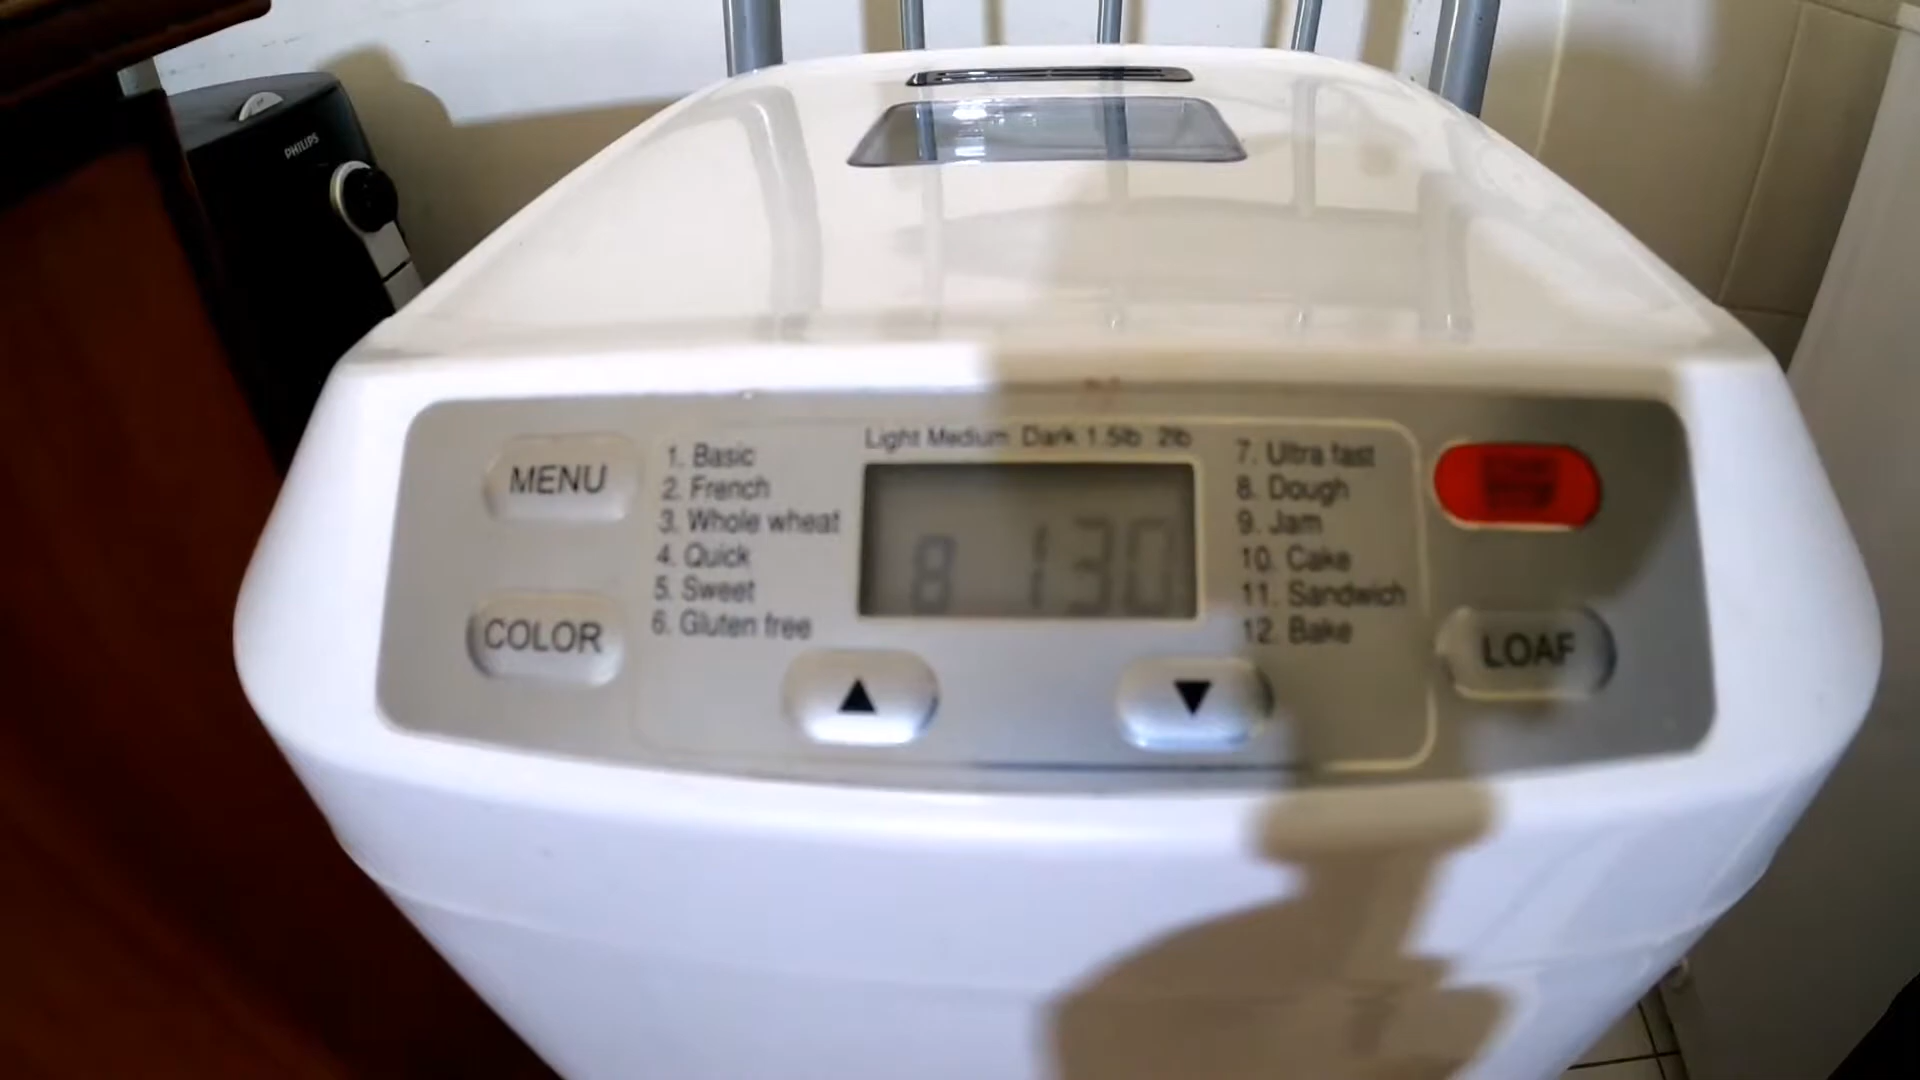 PHILIPS
MENU
COLOR
1. Basic
2. French
3. Whole wheat
4. Quick
5. Sweet
6. Gluten free
Light Medium Dark 1.5lb 2lb
8 130
7. Ultra fast
8. Dough
9. Jam
10. Cake
11. Sandwich
12. Bake
LOAF
▲
▼